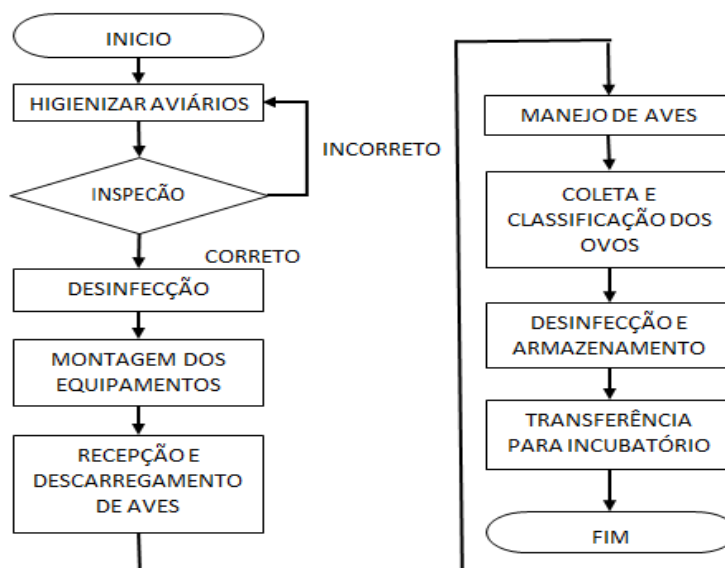 INICIO
HIGIENIZAR AVIÁRIOS
INCORRETO
INSPECÃO
CORRETO
DESINFECÇÃO
MONTAGEM DOS
EQUIPAMENTOS
RECEPÇÃO E
DESCARREGAMENTO
DE AVES
MANEJO DE AVES
COLETA E
CLASSIFICAÇÃO DOS
OVOS
DESINFECÇÃO E
ARMAZENAMENTO
TRANSFERÊNCIA
PARA INCUBATÓRIO
FIM